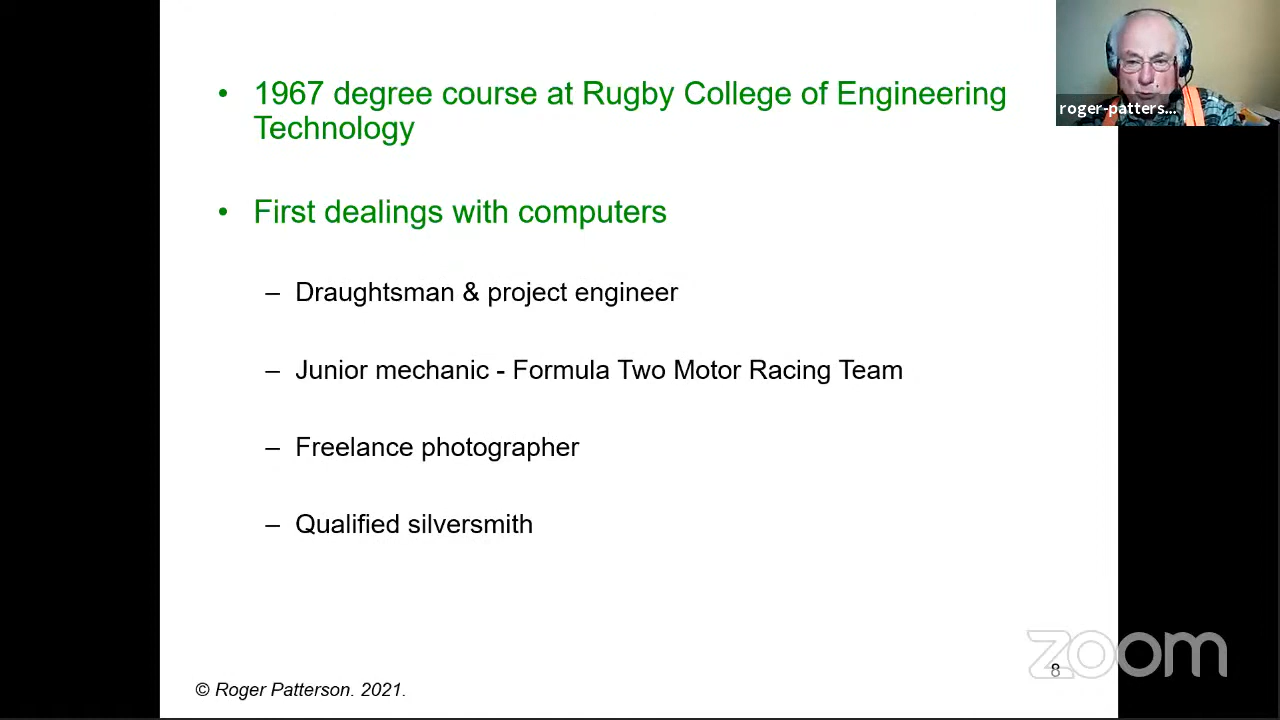 • 1967 degree course at Rugby College of Engineering
Technology
• First dealings with computers
– Draughtsman & project engineer
– Junior mechanic - Formula Two Motor Racing Team
– Freelance photographer
– Qualified silversmith
© Roger Patterson. 2021.
8
roger-patters...
zoom